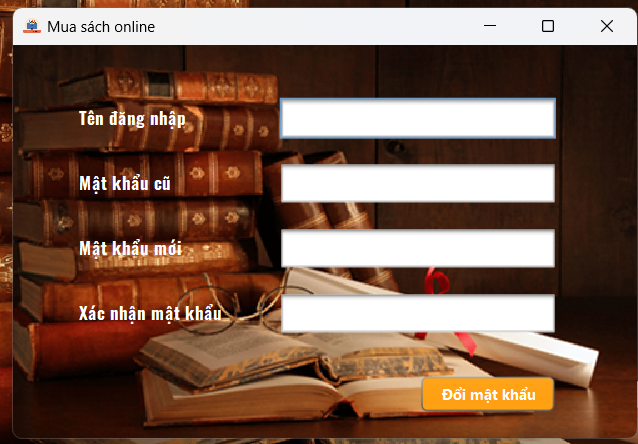 Mua sách online
Tên đăng nhập
Mật khẩu cũ
Mật khẩu mới
Xác nhận mật khẩu
Đổi mật khẩu